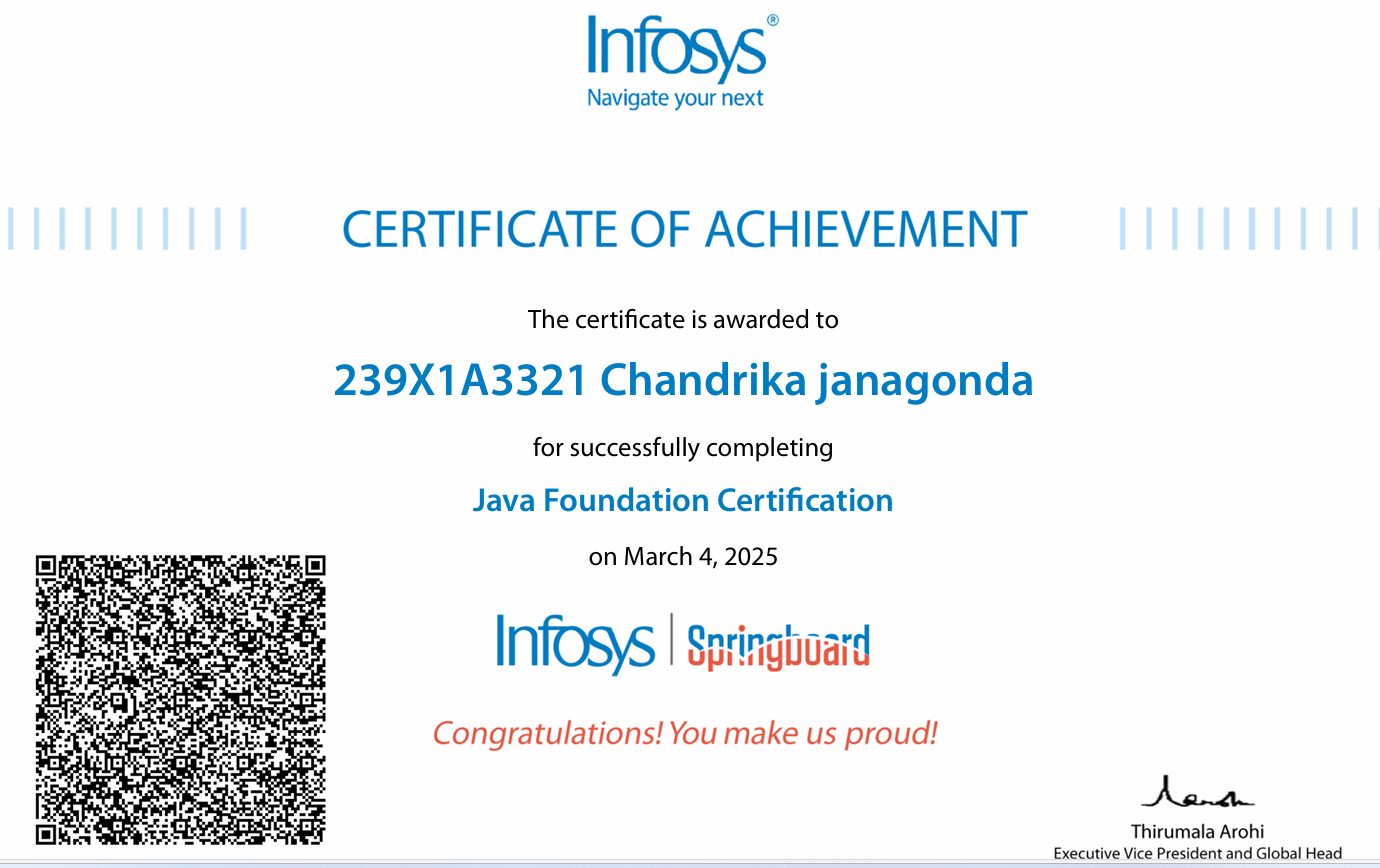 Infosys®
Navigate your next
CERTIFICATE OF ACHIEVEMENT
The certificate is awarded to
239X1A3321 Chandrika janagonda
for successfully completing
Java Foundation Certification
on March 4, 2025
Infosys | Springboard
Congratulations! You make us proud!
Thirumala Arohi
Executive Vice President and Global Head